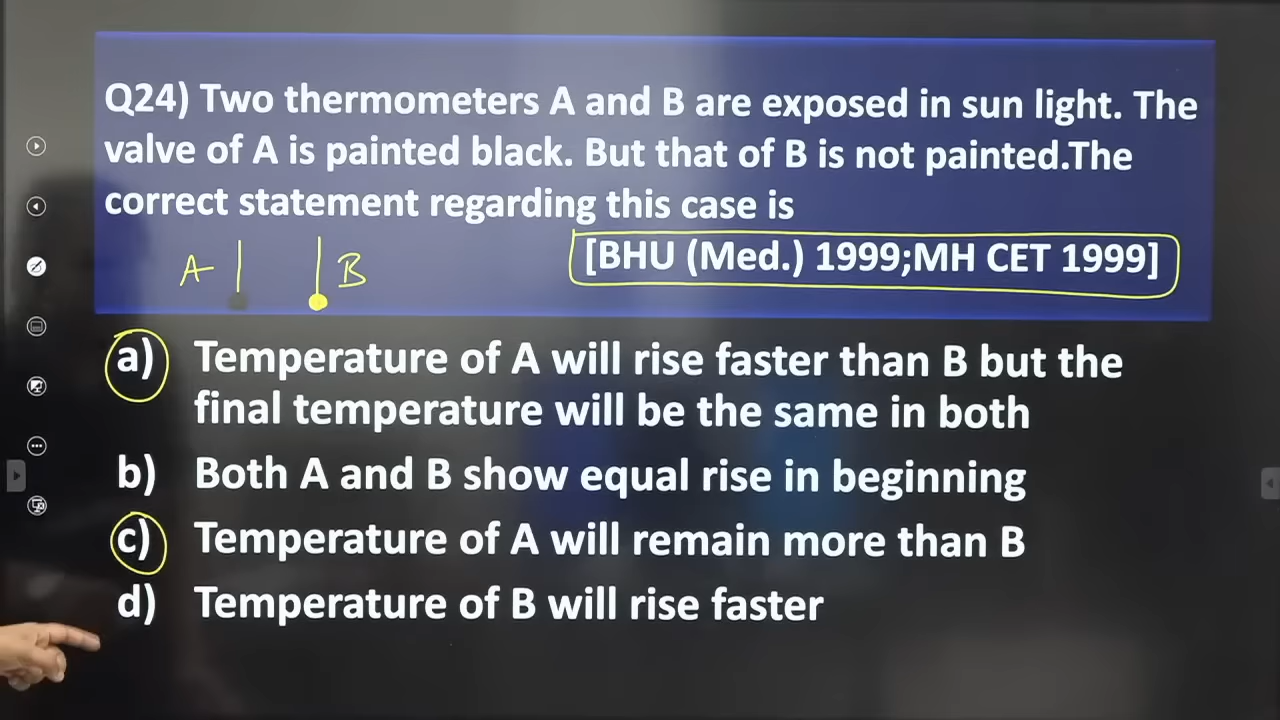 Q24) Two thermometers A and B are exposed in sun light. The
valve of A is painted black. But that of B is not painted.The
correct statement regarding this case is
[BHU (Med.) 1999;MH CET 1999]
A B
a) Temperature of A will rise faster than B but the
final temperature will be the same in both
b) Both A and B show equal rise in beginning
c) Temperature of A will remain more than B
d) Temperature of B will rise faster